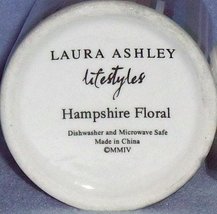 LAURA ASHLEY
lifestyles
Hampshire Floral
Dishwasher and Microwave Safe
Made in China
©MMIV